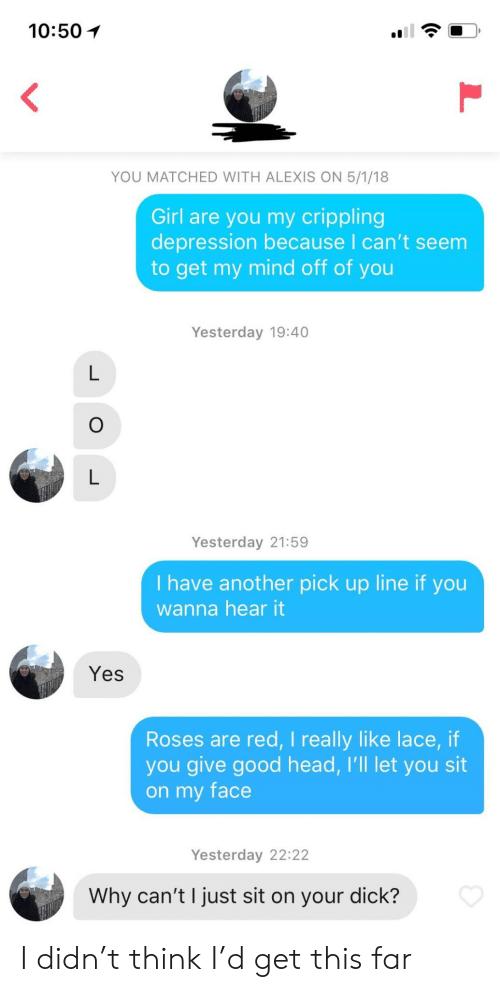 10:50
YOU MATCHED WITH ALEXIS ON 5/1/18
Girl are you my crippling
depression because I can't seem
to get my mind off of you
Yesterday 19:40
L
O
L
Yesterday 21:59
I have another pick up line if you
wanna hear it
Yes
Roses are red, I really like lace, if
you give good head, I'll let you sit
on my face
Yesterday 22:22
Why can't I just sit on your dick?
I didn't think I'd get this far